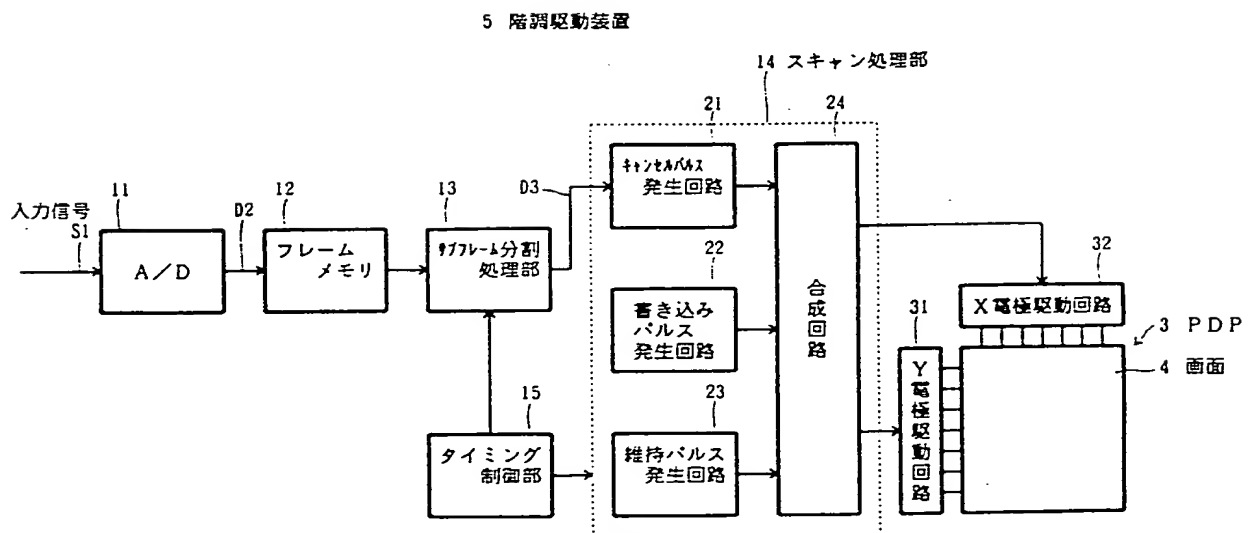 5 階調駆動装置
14 スキャン処理部
21
24
キャンセルパルス
発生回路
D3
11
12
13
入力信号
S1
D2
A/D
フレーム
メモリ
サブフレーム分割
処理部
22
書き込み
パルス
発生回路
合成回路
32
X電極駆動回路
31
3 PDP
4 画面
Y電極駆動回路
15
23
タイミング
制御部
維持パルス
発生回路